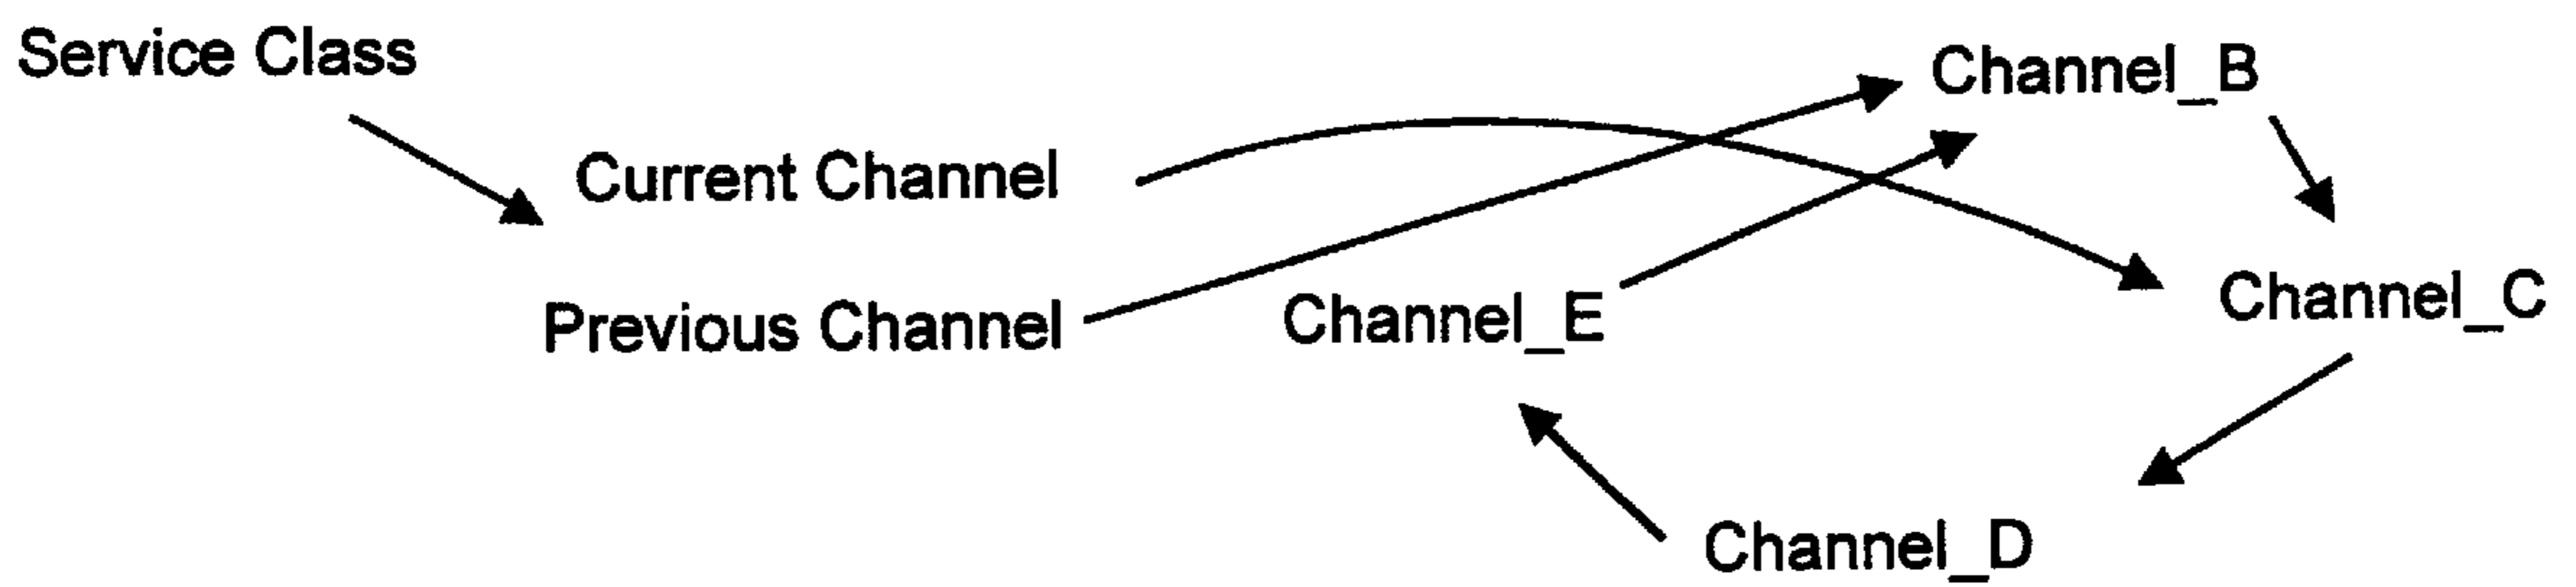 Service Class
Channel_B
Current Channel
Channel_C
Previous Channel
Channel_E
Channel_D